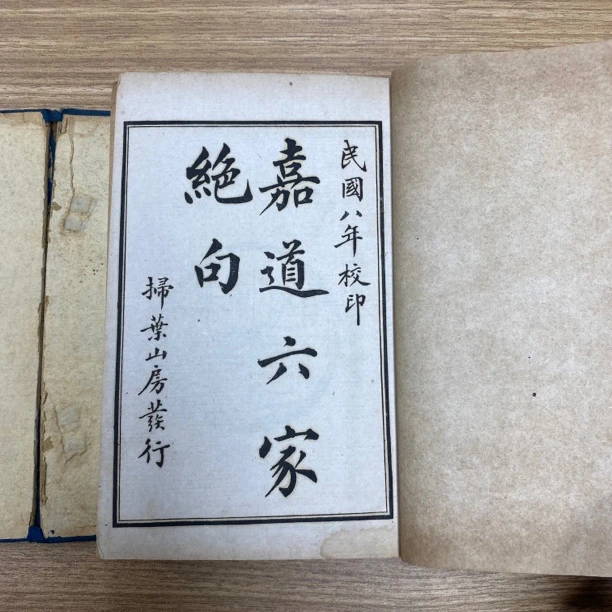 民國八年校印
嘉道六家
絶句
掃葉山房發行